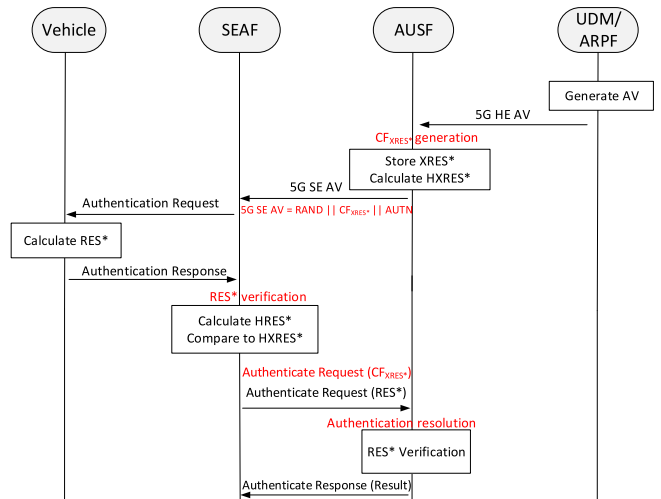 Vehicle
SEAF
AUSF
UDM/
ARPF
Generate AV
5G HE AV
CFXRES* generation
Store XRES*
Calculate HXRES*
5G SE AV
Authentication Request
5G SE AV = RAND || CFXRES* || AUTN
Calculate RES*
Authentication Response
RES* verification
Calculate HRES*
Compare to HXRES*
Authenticate Request (CFXRES*)
Authenticate Request (RES*)
Authentication resolution
RES* Verification
Authenticate Response (Result)